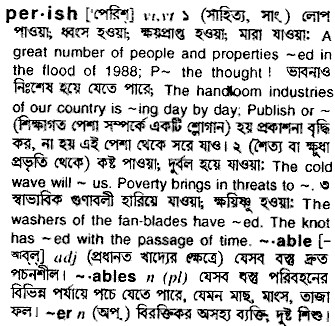 per·ish ['পেরিশ্] vt.vt ১ (সাহিত্য, সাং.) লোপ
পাওয়া; ধ্বংস হওয়া; ক্ষয়প্রাপ্ত হওয়া; মারা যাওয়া: A
great number of people and properties ~ed in
the flood of 1988; P~ the thought! ভাবনাও
নিঃশেষ হয়ে যেতে পারে; The handloom industries
of our country is ~ing day by day; Publish or ~
(শিক্ষাগত পেশা সম্পর্কে একটি শ্লোগান) হয় প্রকাশনা বৃদ্ধি
কর, না হয় এই পেশা থেকে সরে যাও। ২ (শৈত্য বা ক্ষুধা
প্রভৃতি থেকে) কষ্ট পাওয়া; দুর্বল হয়ে যাওয়া: The cold
wave will ~ us. Poverty brings in threats to ~. ৩
স্বাভাবিক গুণাবলী হারিয়ে যাওয়া; ক্ষয়িষ্ণু হওয়া: The
washers of the fan-blades have ~ed. The knot
has ~ed with the passage of time. ~·able [-
অব্‌ল্] adj (প্রধানত খাদ্যের ক্ষেত্রে) যেসব বস্তু দ্রুত
পচনশীল। ~·ables n (pl) যেসব বস্তু পরিবহনের
বিভিন্ন পর্যায়ে পচে যেতে পারে, যেমন মাছ, মাংস, তাজা
ফল। ~er n (অপ.) বিরক্তিকর অসহ্য ব্যক্তি, দুষ্ট শিশু।